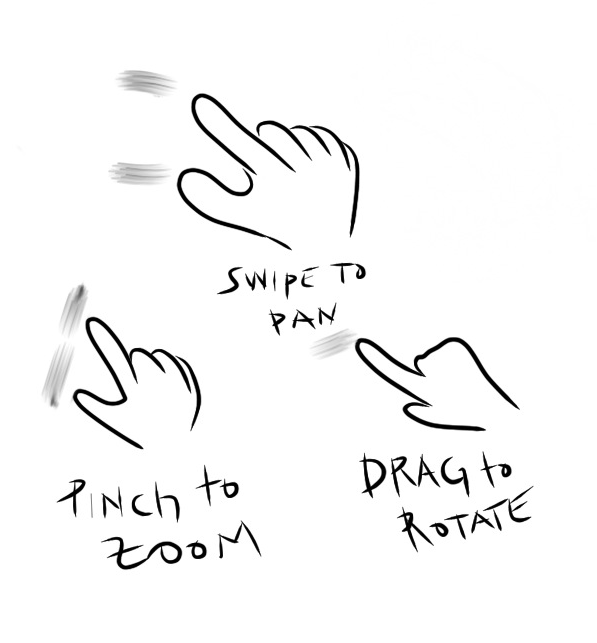 SWIPE TO
PAN
PINCh to
ZOOM
DRAG to
ROTATE